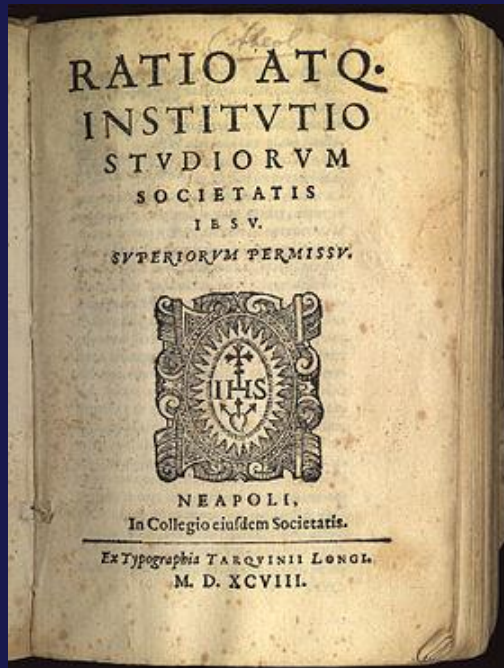 RATIO ATQ.
INSTITVTIO
STVDIORVM
SOCIETATIS
IESV.
SVPERIORVM PERMISSV.
IHS
NEAPOLI,
In Collegio eiuſdem Societatis.
Ex Typographia TARQVINII LONGI.
M. D. XCVIII.